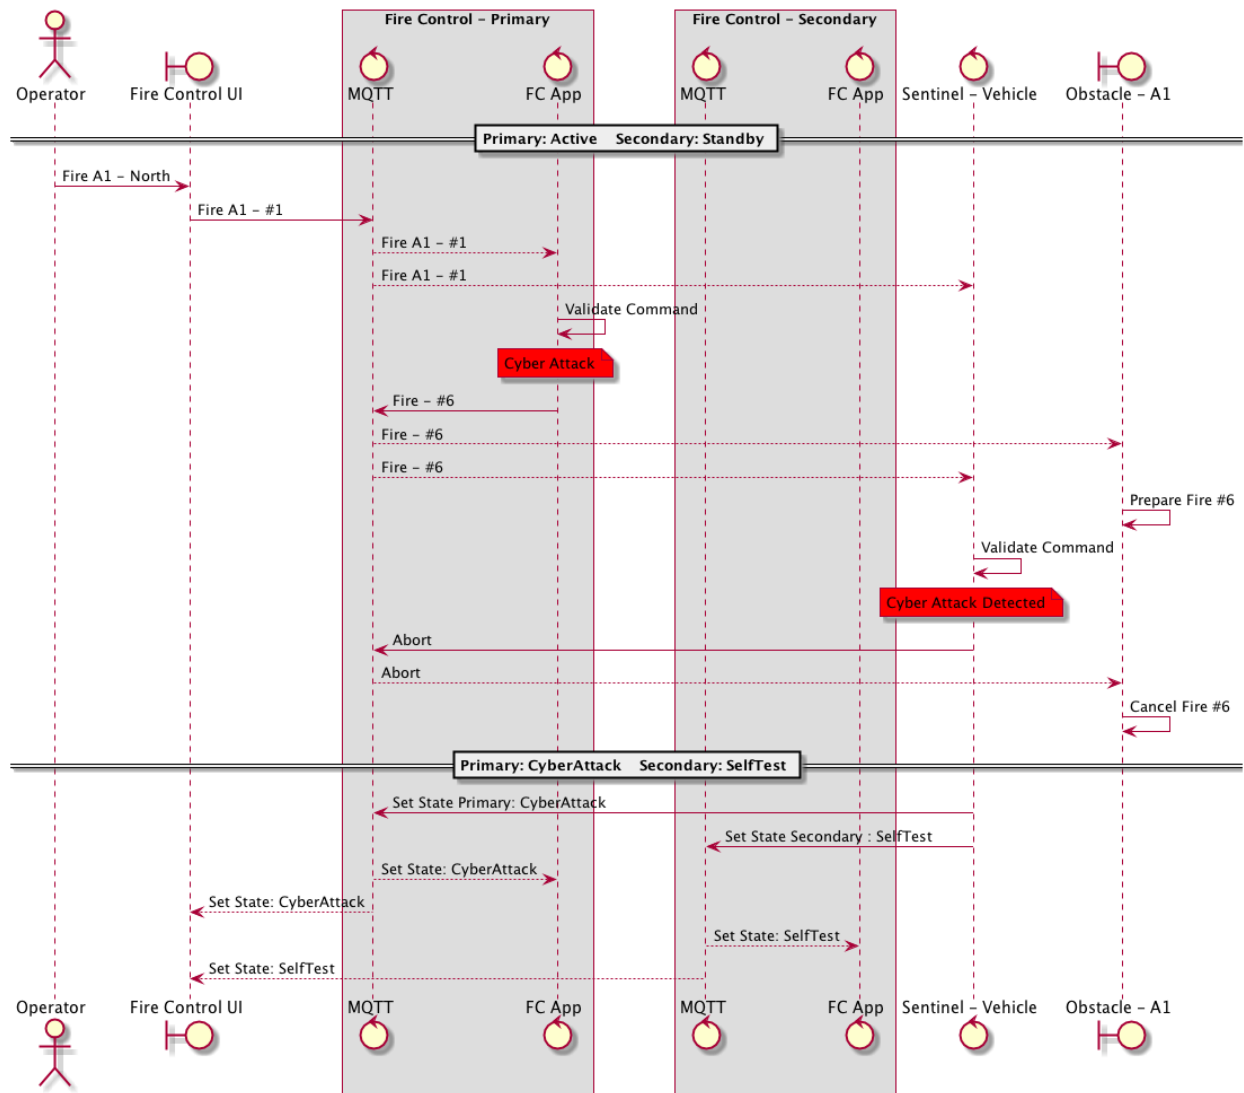 Fire Control – Primary
Fire Control – Secondary
Operator
Fire Control UI
MQTT
FC App
MQTT
FC App
Sentinel – Vehicle
Obstacle – A1
Primary: Active    Secondary: Standby
Fire A1 – North
Fire A1 – #1
Fire A1 – #1
Fire A1 – #1
Validate Command
Cyber Attack
Fire – #6
Fire – #6
Fire – #6
Prepare Fire #6
Validate Command
Cyber Attack Detected
Abort
Abort
Cancel Fire #6
Primary: CyberAttack    Secondary: SelfTest
Set State Primary: CyberAttack
Set State Secondary : SelfTest
Set State: CyberAttack
Set State: CyberAttack
Set State: SelfTest
Set State: SelfTest
Operator
Fire Control UI
MQTT
FC App
MQTT
FC App
Sentinel – Vehicle
Obstacle – A1